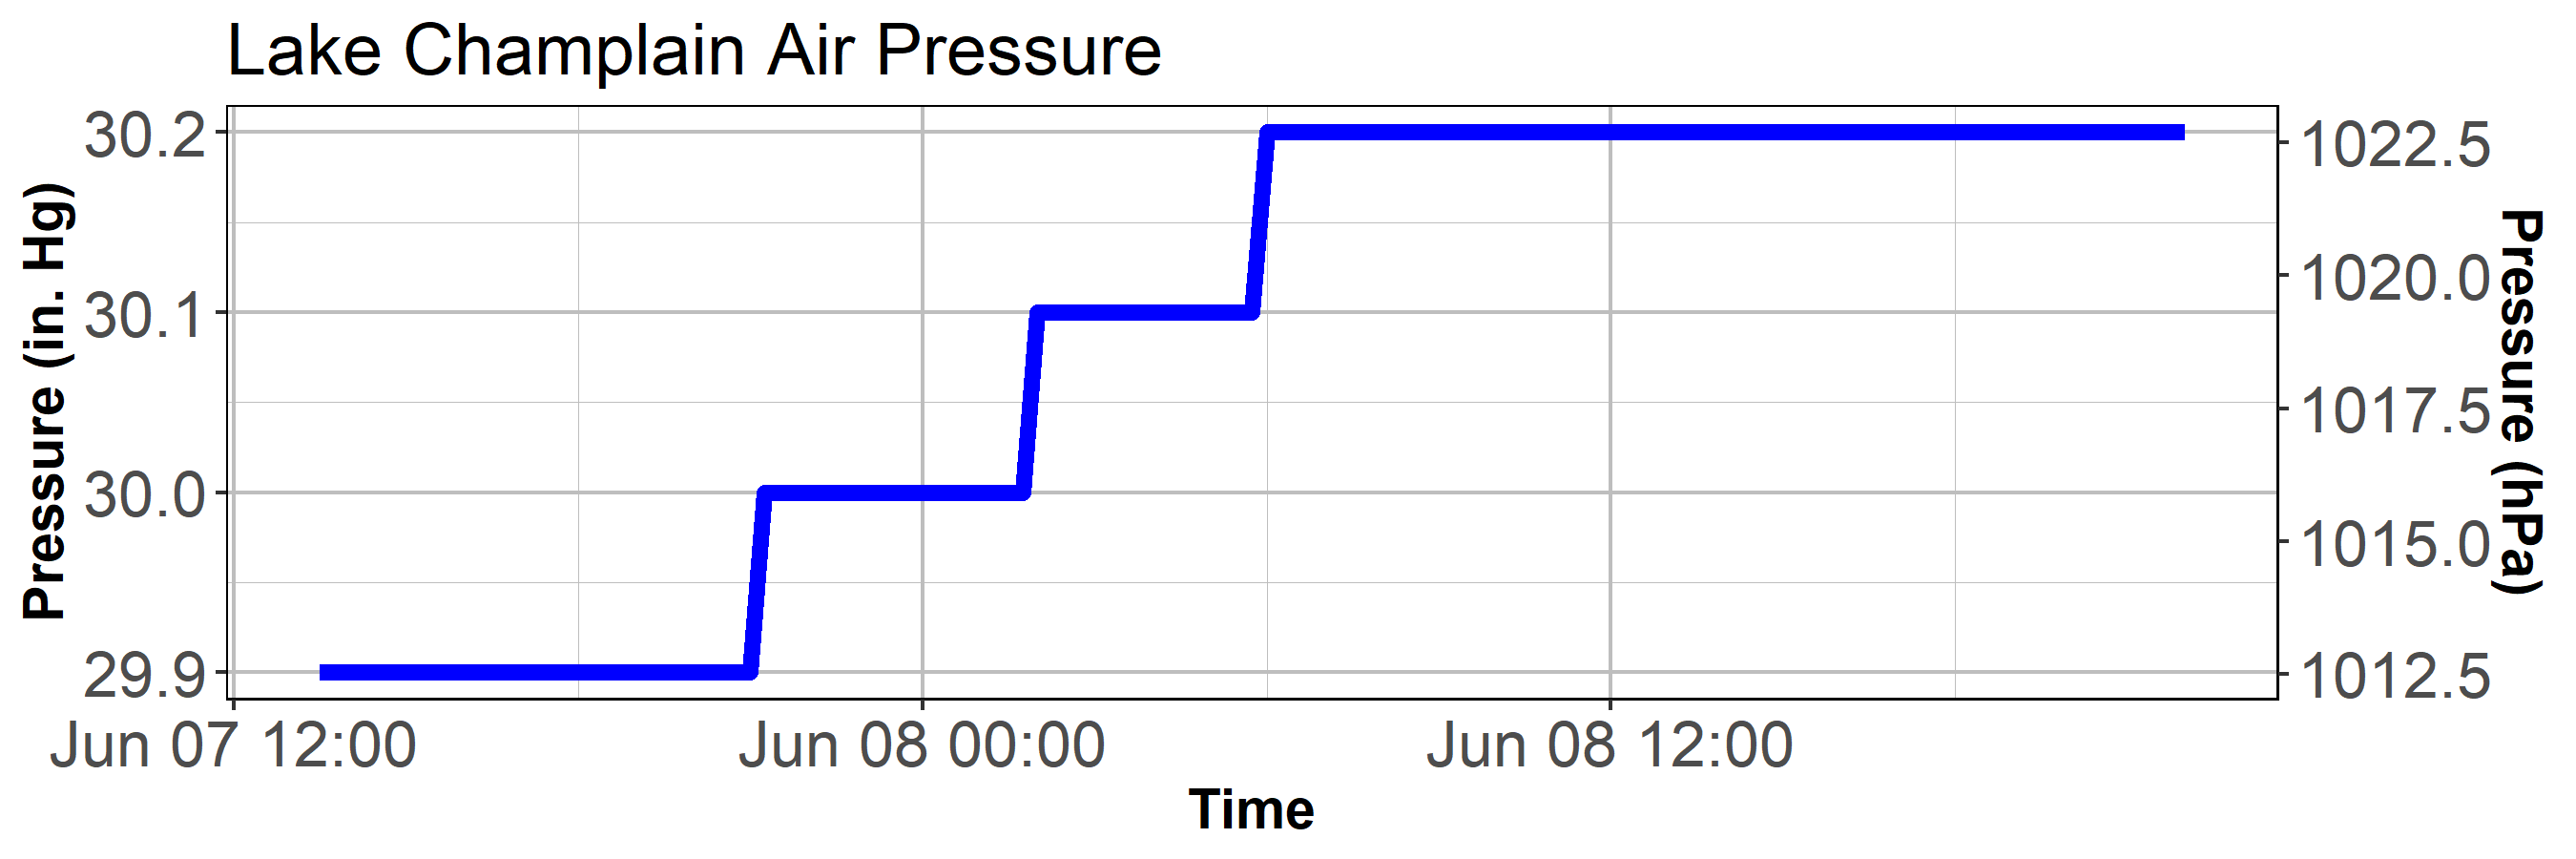 Lake Champlain Air Pressure
Pressure (in. Hg)
30.2
30.1
30.0
29.9
1022.5
1020.0
1017.5
1015.0
1012.5
Pressure (hPa)
Jun 07 12:00
Jun 08 00:00
Jun 08 12:00
Time